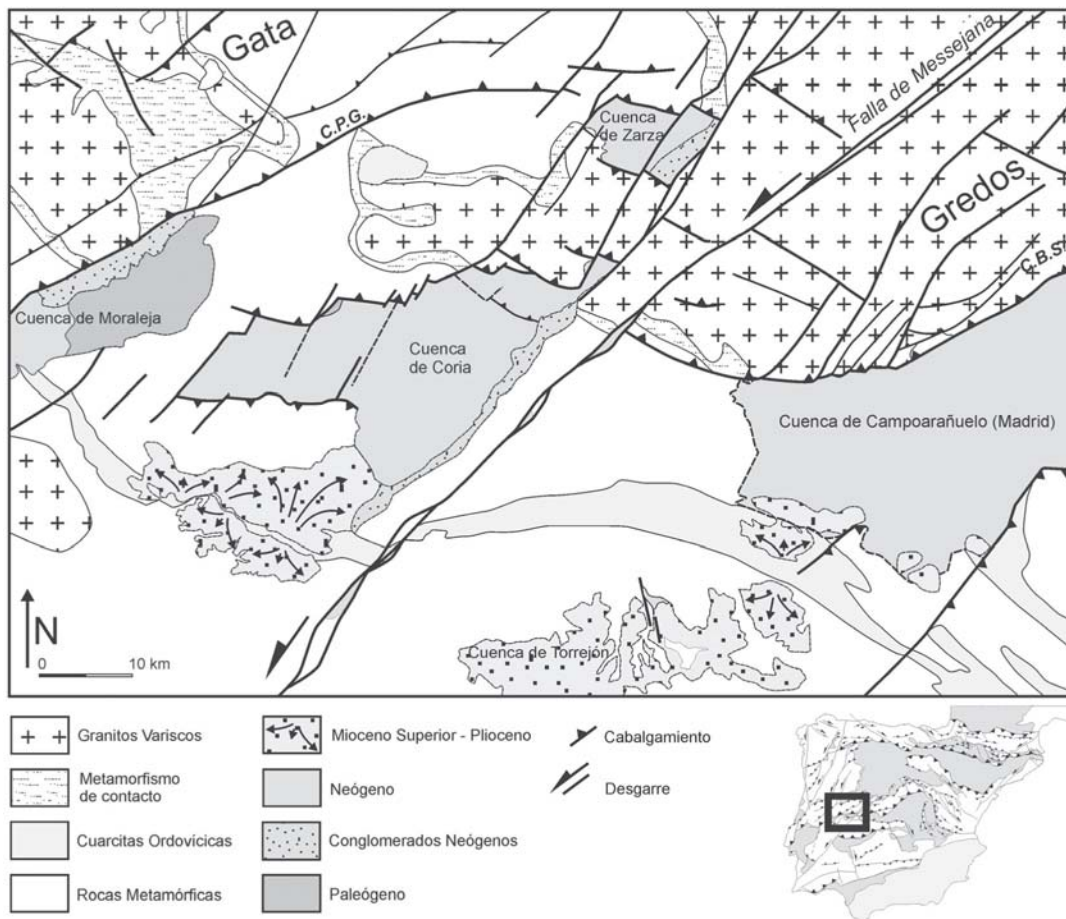 Gata
C.P.G.
Cuenca
de Zarza
Falla de Messejana
Gredos
Cuenca de Moraleja
Cuenca
de Coria
Cuenca de Campoarañuelo (Madrid)
Cuenca de Torrejón
N
0 10 km
Granitos Variscos
Metamorfismo
de contacto
Cuarcitas Ordovícicas
Rocas Metamórficas
Mioceno Superior - Plioceno
Neógeno
Conglomerados Neógenos
Paleógeno
Cabalgamiento
Desgarre